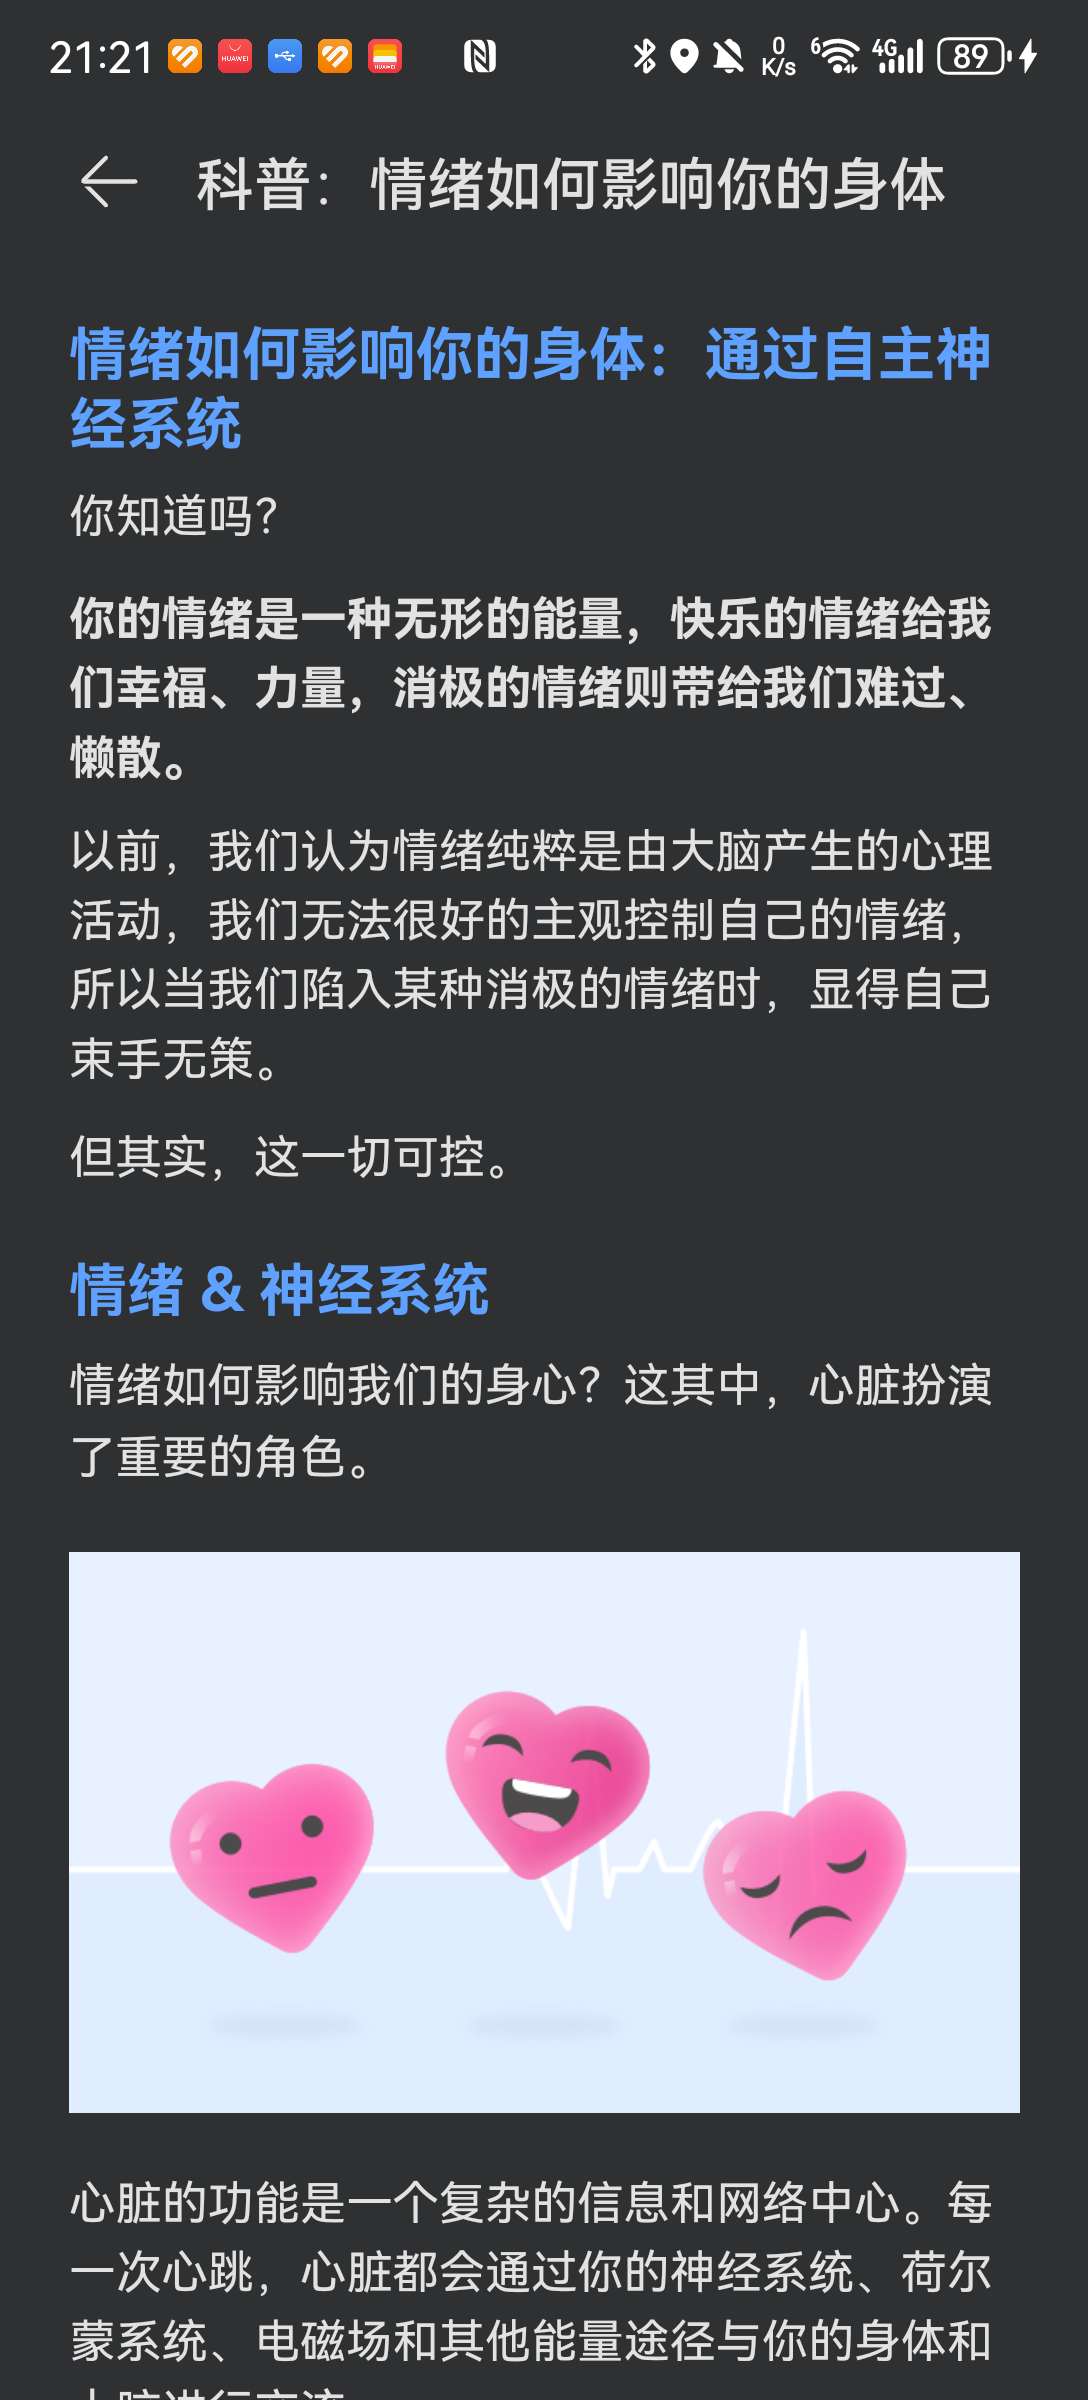 21:21
HUAWEI
HUAWEI
0
K/s
6
4G
89
科普：情绪如何影响你的身体
情绪如何影响你的身体：通过自主神
经系统
你知道吗？
你的情绪是一种无形的能量，快乐的情绪给我
们幸福、力量，消极的情绪则带给我们难过、
懒散。
以前，我们认为情绪纯粹是由大脑产生的心理
活动，我们无法很好的主观控制自己的情绪，
所以当我们陷入某种消极的情绪时，显得自己
束手无策。
但其实，这一切可控。
情绪 & 神经系统
情绪如何影响我们的身心？这其中，心脏扮演
了重要的角色。
心脏的功能是一个复杂的信息和网络中心。每
一次心跳，心脏都会通过你的神经系统、荷尔
蒙系统、电磁场和其他能量途径与你的身体和